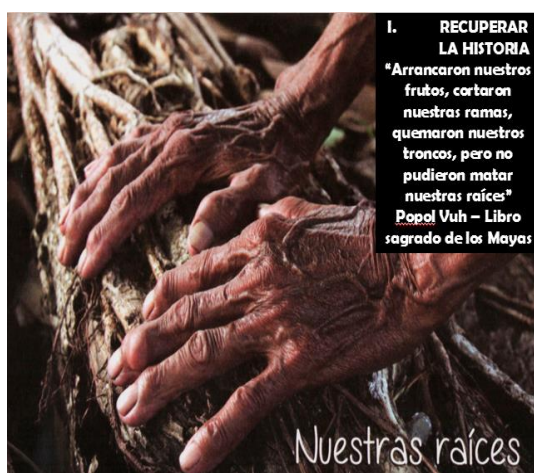 I. RECUPERAR
LA HISTORIA
“Arrancaron nuestros
frutos, cortaron
nuestras ramas,
quemaron nuestros
troncos, pero no
pudieron matar
nuestras raíces”
Popol Vuh – Libro
sagrado de los Mayas
Nuestras raíces